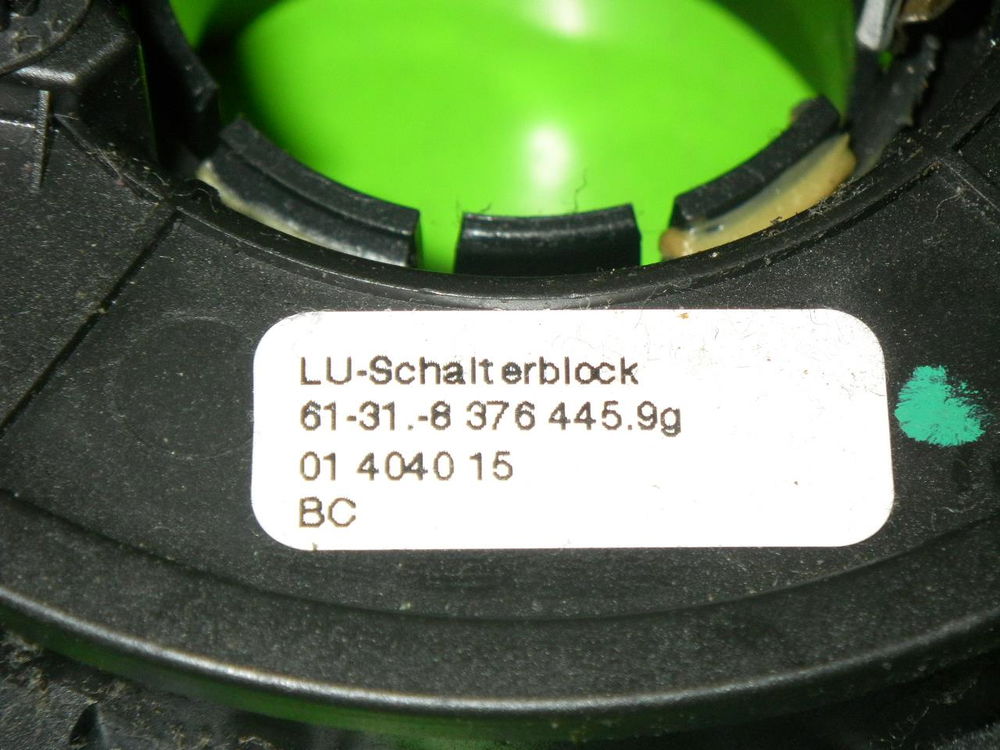 LU-Schalterblock
61-31.-8 376 445.9g
01 4040 15
BC